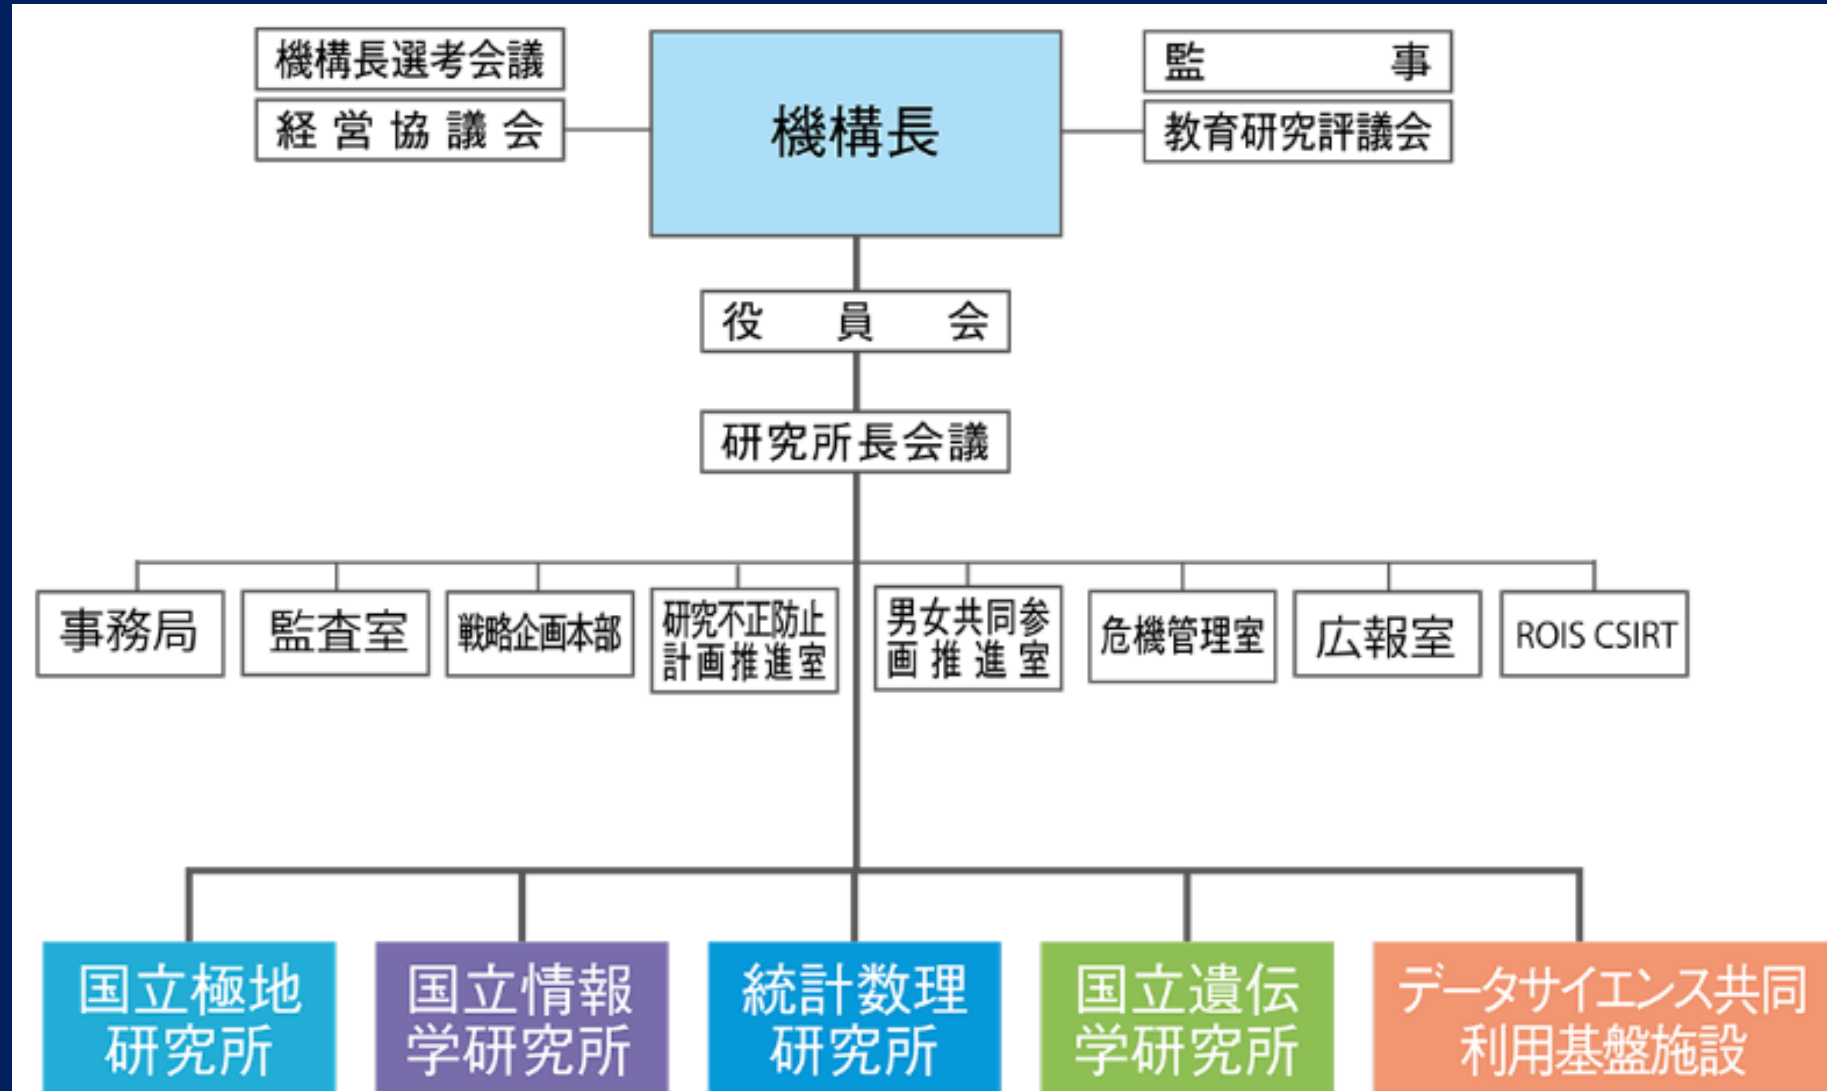 機構長選考会議
経営協議会
機構長
監事
教育研究評議会
役員会
研究所長会議
事務局
監査室
戦略企画本部
研究不正防止
計画推進室
男女共同参
画推進室
危機管理室
広報室
ROIS CSIRT
国立極地
研究所
国立情報
学研究所
統計数理
研究所
国立遺伝
学研究所
データサイエンス共同
利用基盤施設